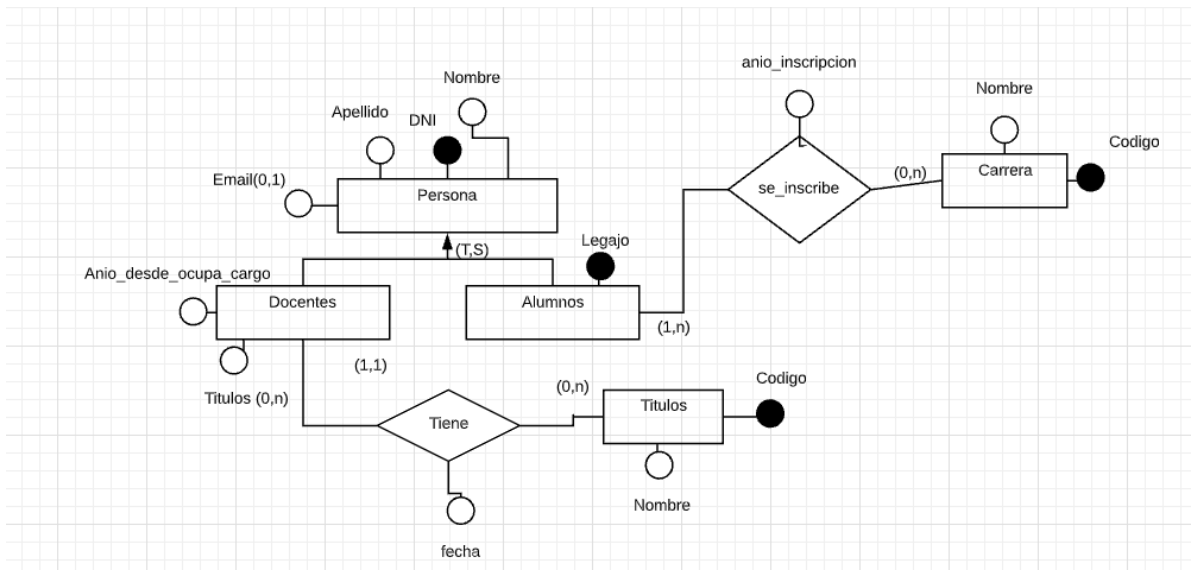 anio_inscripcion
Nombre
Nombre
Apellido
DNI
Codigo
Email(0,1)
Persona
se_inscribe
(0,n)
Carrera
(T,S)
Legajo
Anio_desde_ocupa_cargo
Docentes
Alumnos
(1,n)
(1,1)
Titulos (0,n)
(0,n)
Codigo
Tiene
Titulos
Nombre
fecha